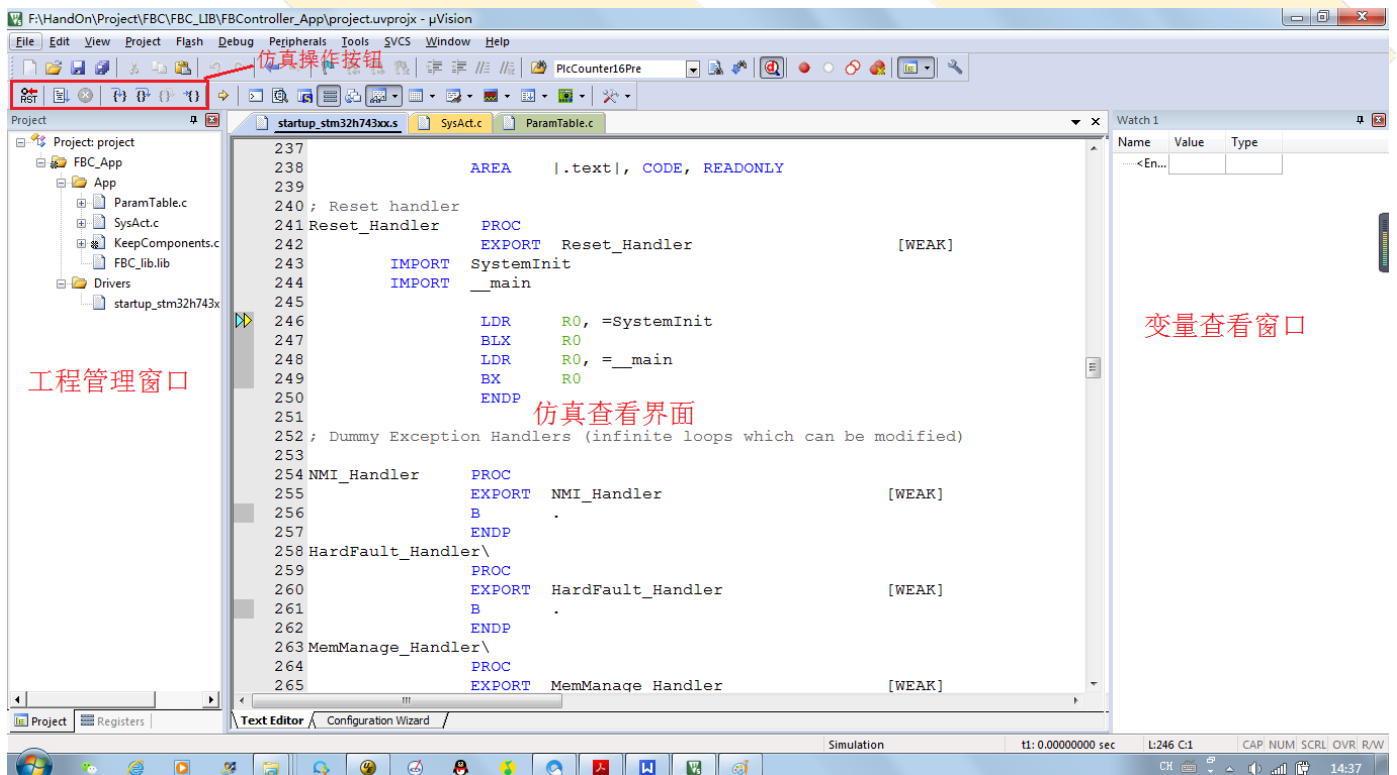 F:\HandOn\Project\FBC\FBC_LIB\FBController_App\project.uvprojx - µVision
File Edit View Project Flash Debug Peripherals Tools SVCS Window Help
仿真操作按钮
PlcCounter16Pre
RST
Project
Project: project
FBC_App
App
ParamTable.c
SysAct.c
KeepComponents.c
FBC_lib.lib
Drivers
startup_stm32h743x
工程管理窗口
Project Registers
startup_stm32h743xx.s SysAct.c ParamTable.c
237
238 AREA |.text|, CODE, READONLY
239
240 ; Reset handler
241 Reset_Handler PROC
242 EXPORT Reset_Handler [WEAK]
243 IMPORT SystemInit
244 IMPORT __main
245
246 LDR R0, =SystemInit
247 BLX R0
248 LDR R0, =__main
249 BX R0
250 ENDP
仿真查看界面
251
252 ; Dummy Exception Handlers (infinite loops which can be modified)
253
254 NMI_Handler PROC
255 EXPORT NMI_Handler [WEAK]
256 B .
257 ENDP
258 HardFault_Handler\
259 PROC
260 EXPORT HardFault_Handler [WEAK]
261 B .
262 ENDP
263 MemManage_Handler\
264 PROC
265 EXPORT MemManage_Handler [WEAK]
Text Editor Configuration Wizard
Watch 1
Name Value Type
<En...
变量查看窗口
Simulation t1: 0.00000000 sec L:246 C:1 CAP NUM SCRL OVR R/W
CH 14:37